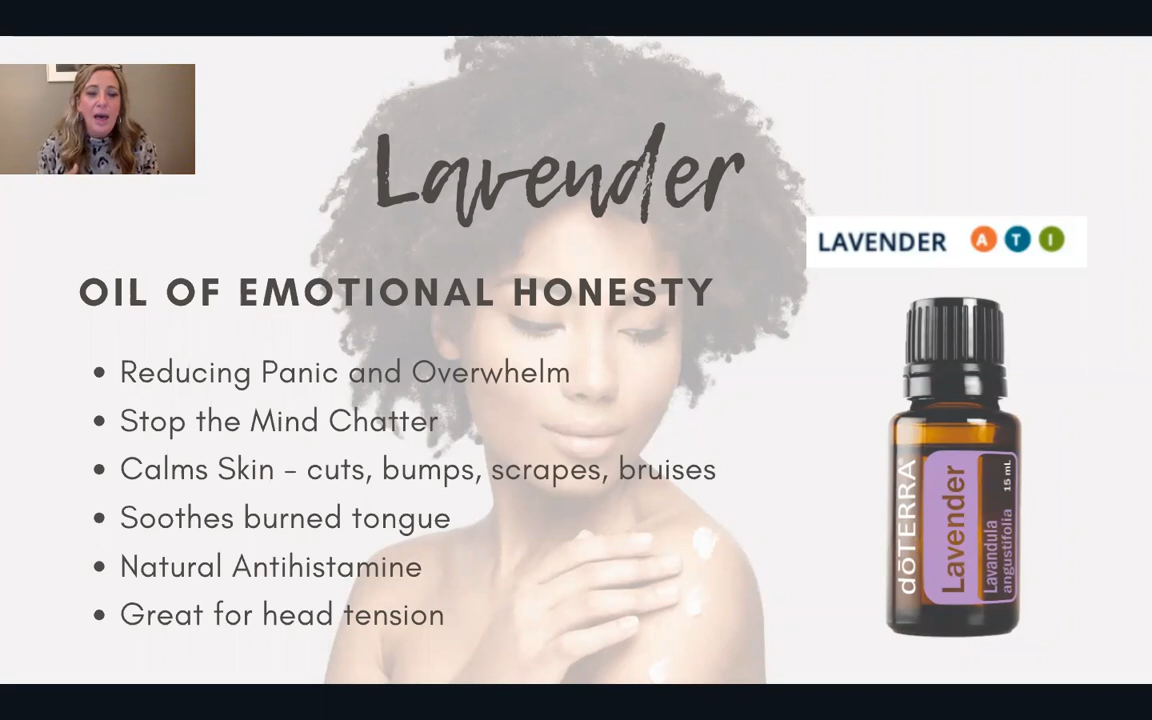 Lavender
LAVENDER A T I
OIL OF EMOTIONAL HONESTY
• Reducing Panic and Overwhelm
• Stop the Mind Chatter
• Calms Skin - cuts, bumps, scrapes, bruises
• Soothes burned tongue
• Natural Antihistamine
• Great for head tension
dōTERRA®
Lavender
Lavandula
angustifolia
15 mL